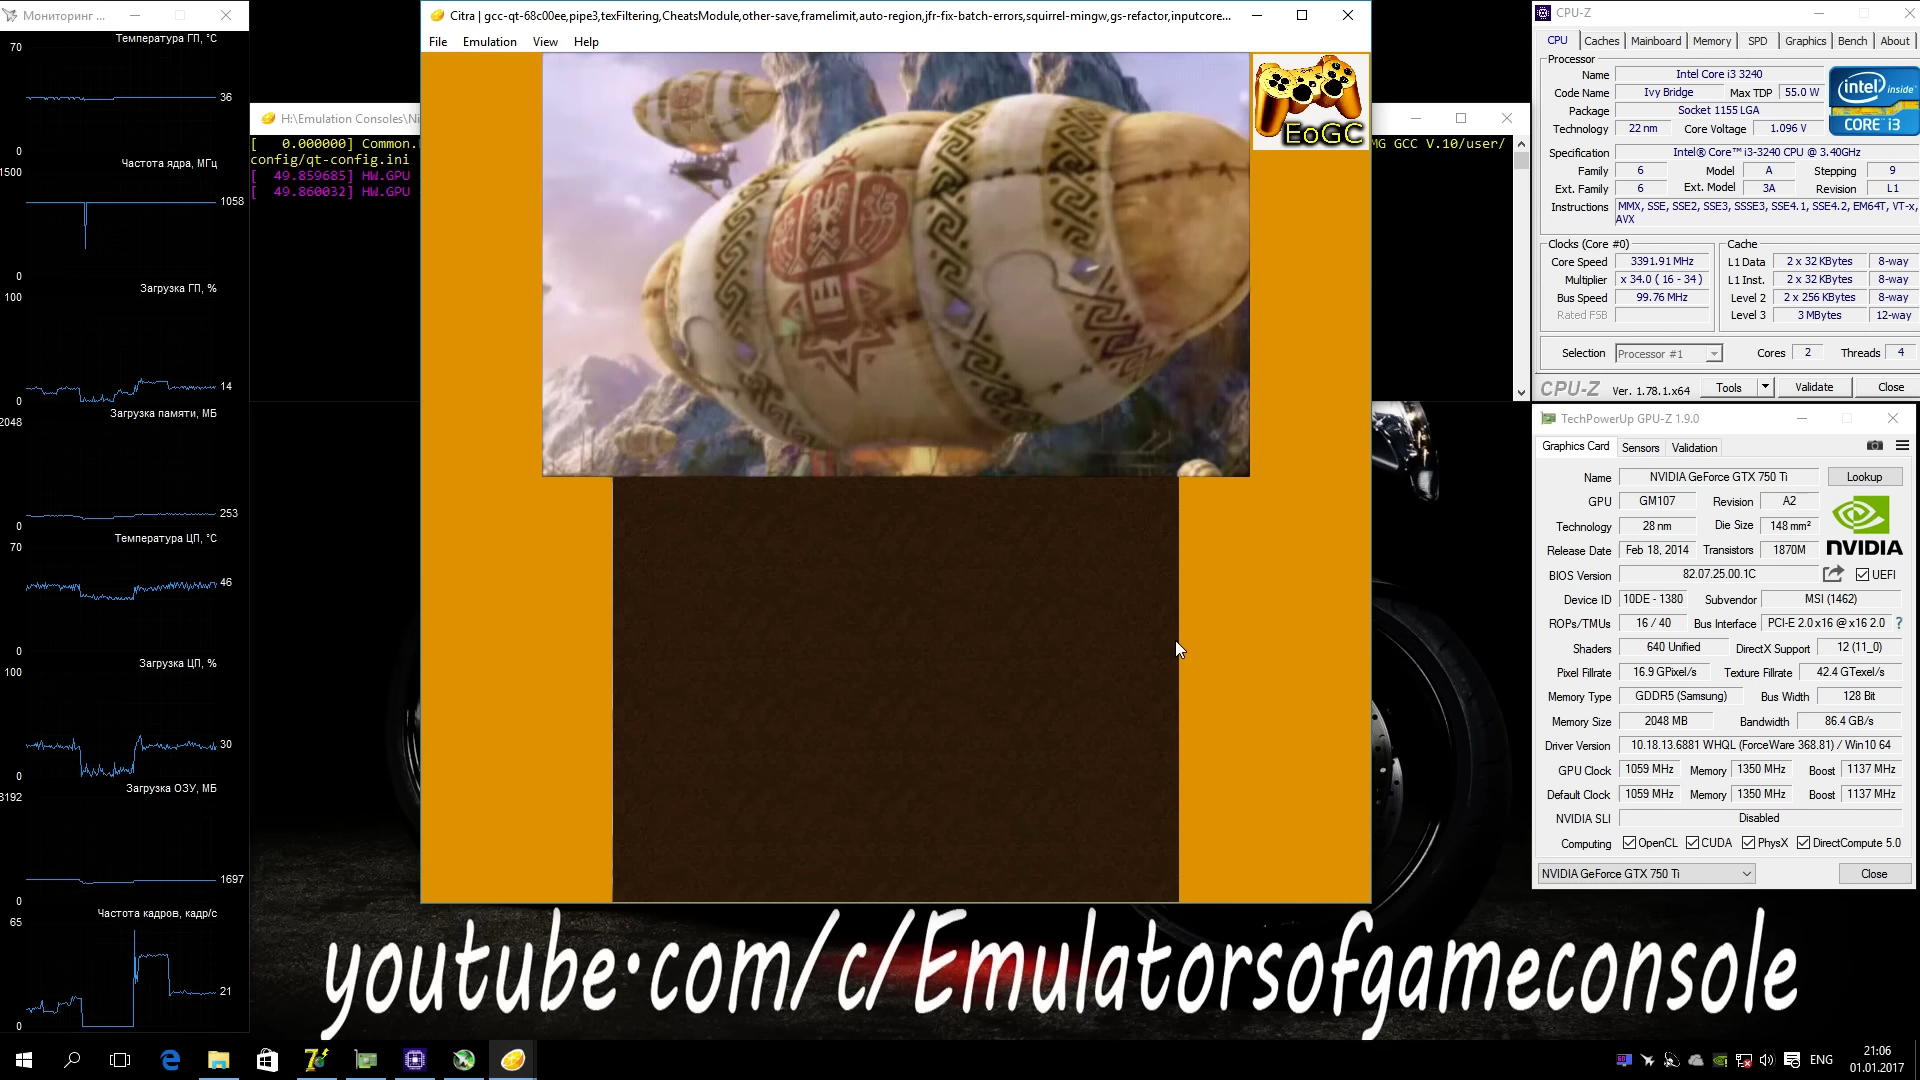 Мониторинг ...
Температура ГП, °C
70
36
0
Частота ядра, МГц
1500
1058
0
Загрузка ГП, %
100
14
0
Загрузка памяти, МБ
2048
253
0
Температура ЦП, °C
70
46
0
Загрузка ЦП, %
100
30
0
Загрузка ОЗУ, МБ
8192
1697
0
Частота кадров, кадр/с
65
21
0
H:\Emulation Consoles\Ni
[   0.000000] Common.
config/qt-config.ini
[  49.859685] HW.GPU
[  49.860032] HW.GPU
MG GCC V.10/user/
Citra | gcc-qt-68c00ee,pipe3,texFiltering,CheatsModule,other-save,framelimit,auto-region,jfr-fix-batch-errors,squirrel-mingw,gs-refactor,inputcore...
File Emulation View Help
EoGC
CPU-Z
CPU Caches Mainboard Memory SPD Graphics Bench About
Processor
Name Intel Core i3 3240
Code Name Ivy Bridge Max TDP 55.0 W
Package Socket 1155 LGA
Technology 22 nm Core Voltage 1.096 V
intel inside™
CORE i3
Specification Intel® Core™ i3-3240 CPU @ 3.40GHz
Family 6 Model A Stepping 9
Ext. Family 6 Ext. Model 3A Revision L1
Instructions MMX, SSE, SSE2, SSE3, SSSE3, SSE4.1, SSE4.2, EM64T, VT-x,
AVX
Clocks (Core #0)
Core Speed 3391.91 MHz
Multiplier x 34.0 ( 16 - 34 )
Bus Speed 99.76 MHz
Rated FSB
Cache
L1 Data 2 x 32 KBytes 8-way
L1 Inst. 2 x 32 KBytes 8-way
Level 2 2 x 256 KBytes 8-way
Level 3 3 MBytes 12-way
Selection Processor #1 Cores 2 Threads 4
CPU-Z Ver. 1.78.1.x64 Tools Validate Close
TechPowerUp GPU-Z 1.9.0
Graphics Card Sensors Validation
Name NVIDIA GeForce GTX 750 Ti Lookup
GPU GM107 Revision A2
Technology 28 nm Die Size 148 mm²
Release Date Feb 18, 2014 Transistors 1870M
NVIDIA
BIOS Version 82.07.25.00.1C UEFI
Device ID 10DE - 1380 Subvendor MSI (1462)
ROPs/TMUs 16 / 40 Bus Interface PCI-E 2.0 x16 @ x16 2.0 ?
Shaders 640 Unified DirectX Support 12 (11_0)
Pixel Fillrate 16.9 GPixel/s Texture Fillrate 42.4 GTexel/s
Memory Type GDDR5 (Samsung) Bus Width 128 Bit
Memory Size 2048 MB Bandwidth 86.4 GB/s
Driver Version 10.18.13.6881 WHQL (ForceWare 368.81) / Win10 64
GPU Clock 1059 MHz Memory 1350 MHz Boost 1137 MHz
Default Clock 1059 MHz Memory 1350 MHz Boost 1137 MHz
NVIDIA SLI Disabled
Computing OpenCL CUDA PhysX DirectCompute 5.0
NVIDIA GeForce GTX 750 Ti Close
youtube.com/c/Emulatorsofgameconsole
ENG
21:06
01.01.2017